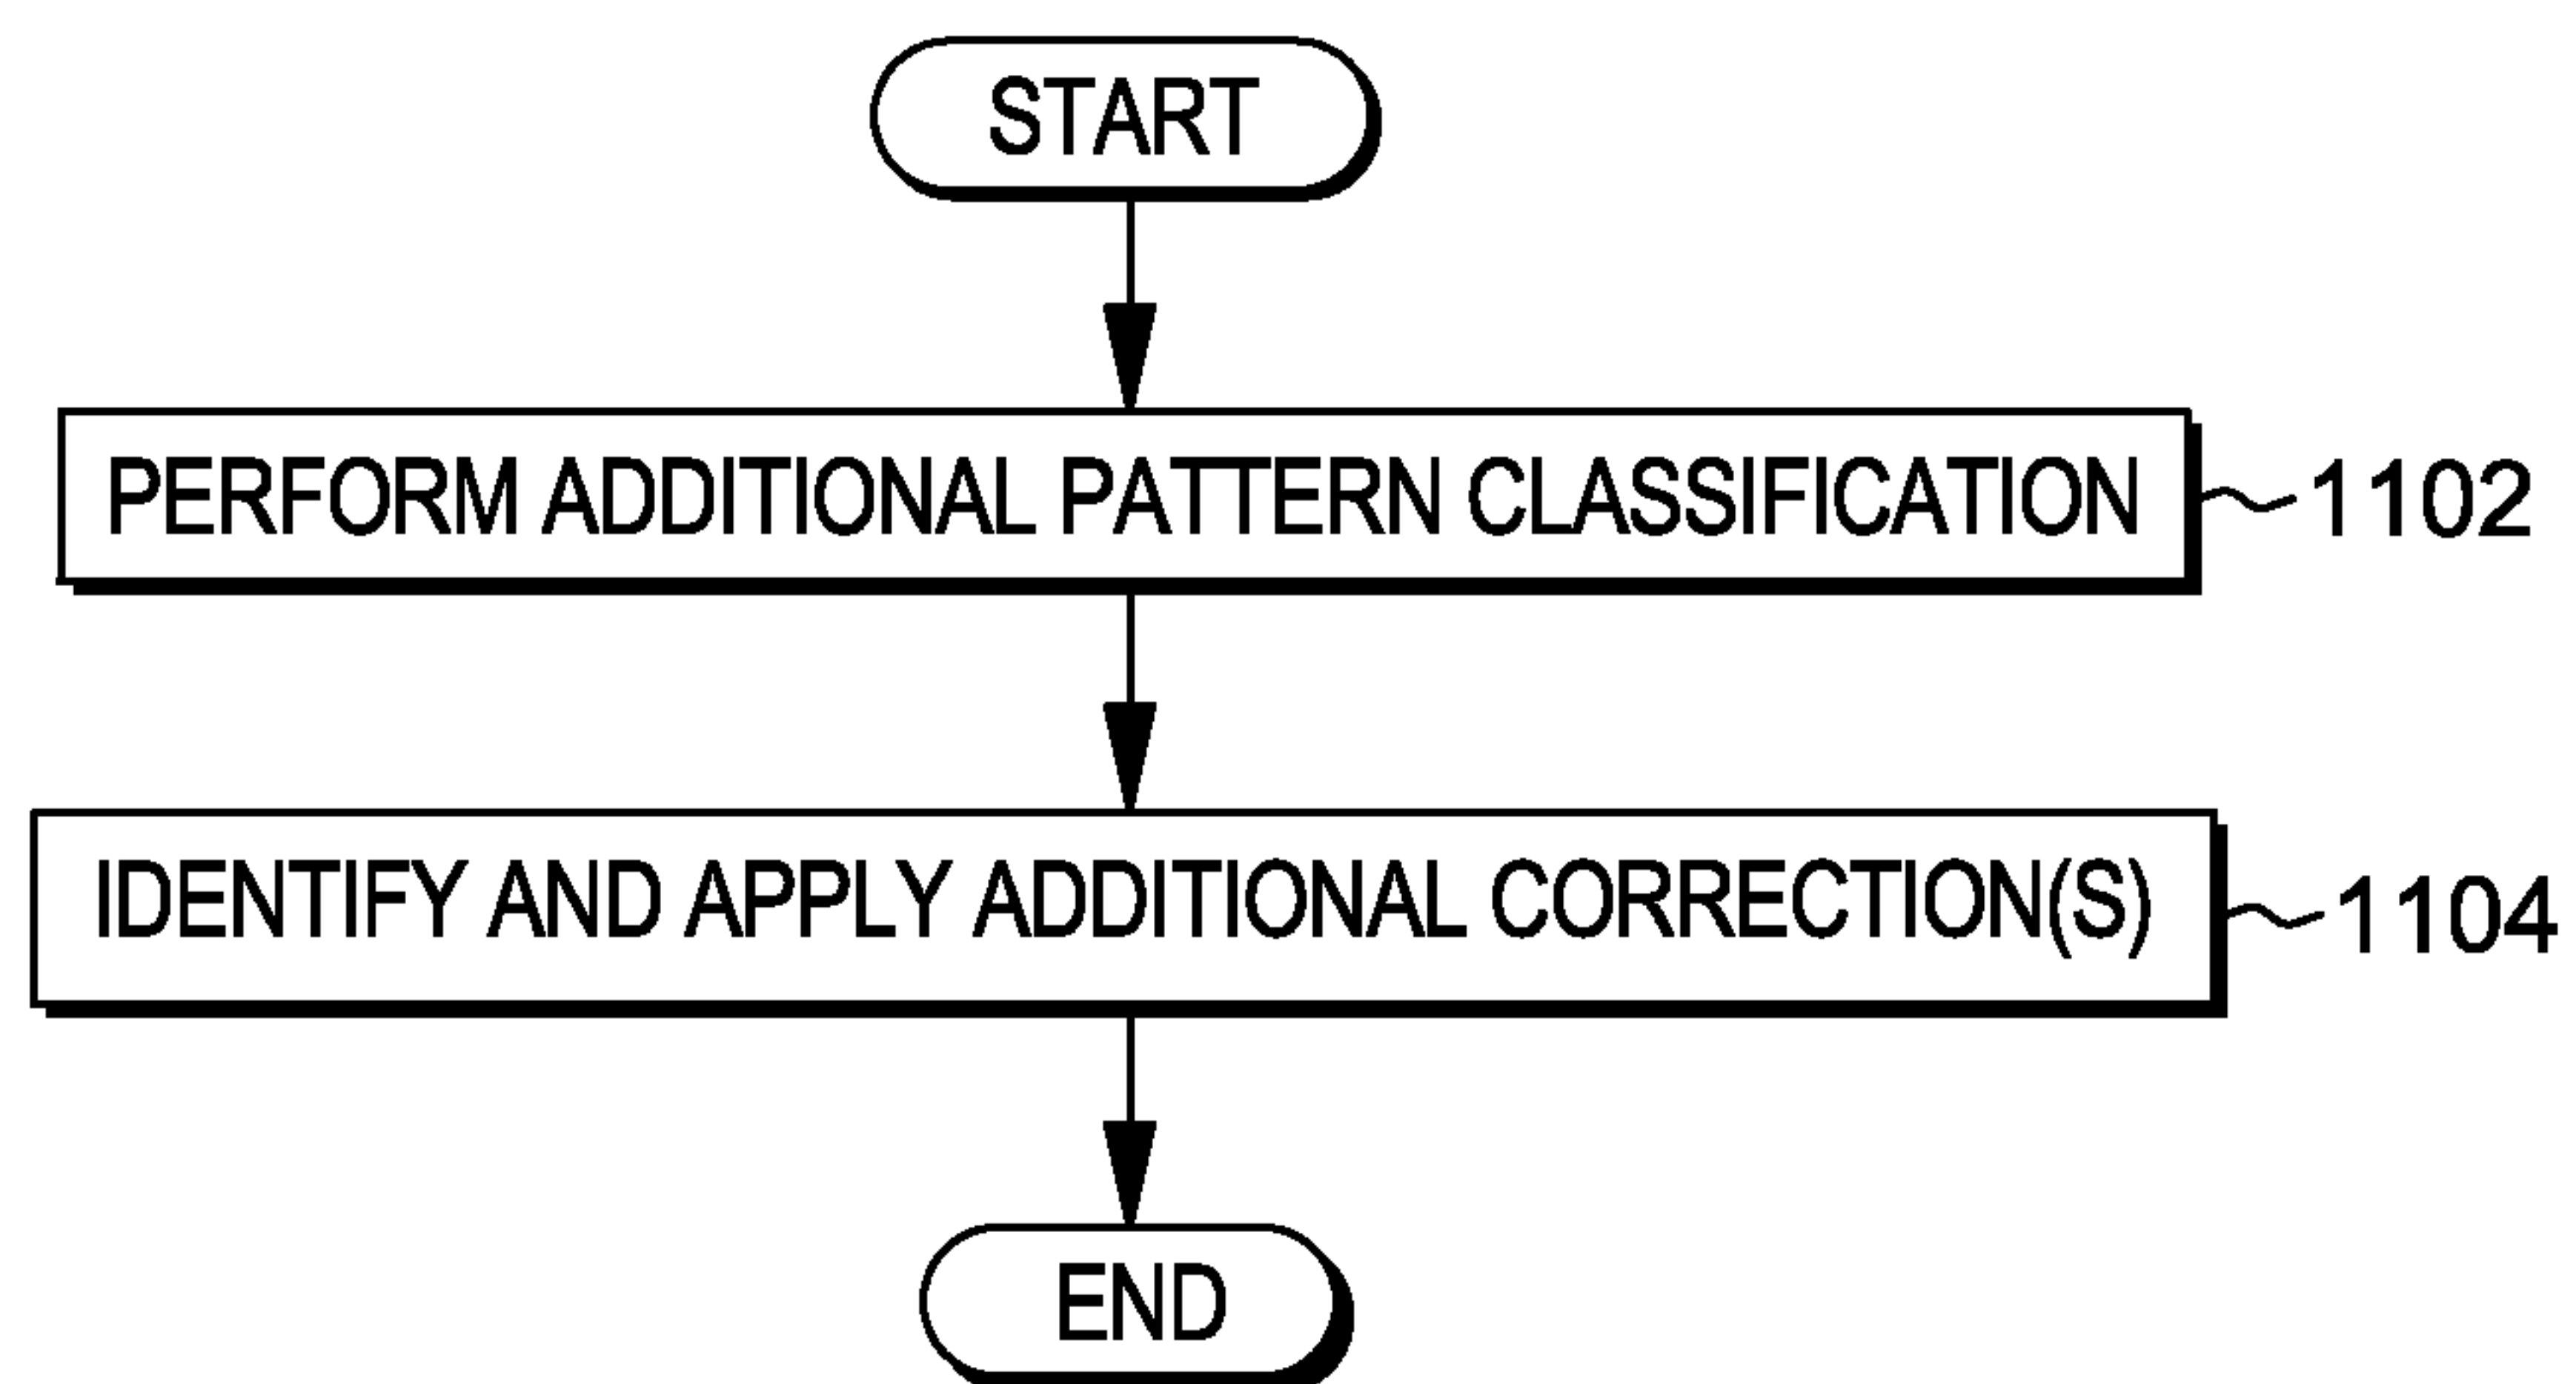 START
PERFORM ADDITIONAL PATTERN CLASSIFICATION 1102
IDENTIFY AND APPLY ADDITIONAL CORRECTION(S) 1104
END